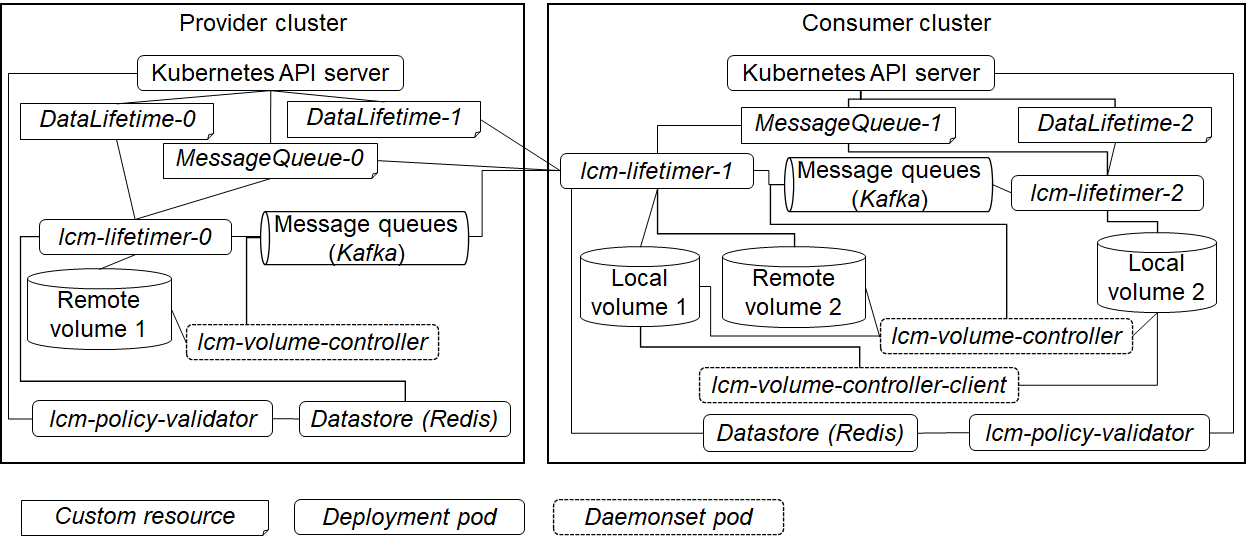 Provider cluster
Kubernetes API server
DataLifetime-0
DataLifetime-1
MessageQueue-0
lcm-lifetimer-0
Message queues
(Kafka)
Remote
volume 1
lcm-volume-controller
lcm-policy-validator
Datastore (Redis)
Consumer cluster
Kubernetes API server
MessageQueue-1
DataLifetime-2
lcm-lifetimer-1
Message queues
(Kafka)
lcm-lifetimer-2
Local
volume 1
Remote
volume 2
Local
volume 2
lcm-volume-controller
lcm-volume-controller-client
Datastore (Redis)
lcm-policy-validator
Custom resource
Deployment pod
Daemonset pod